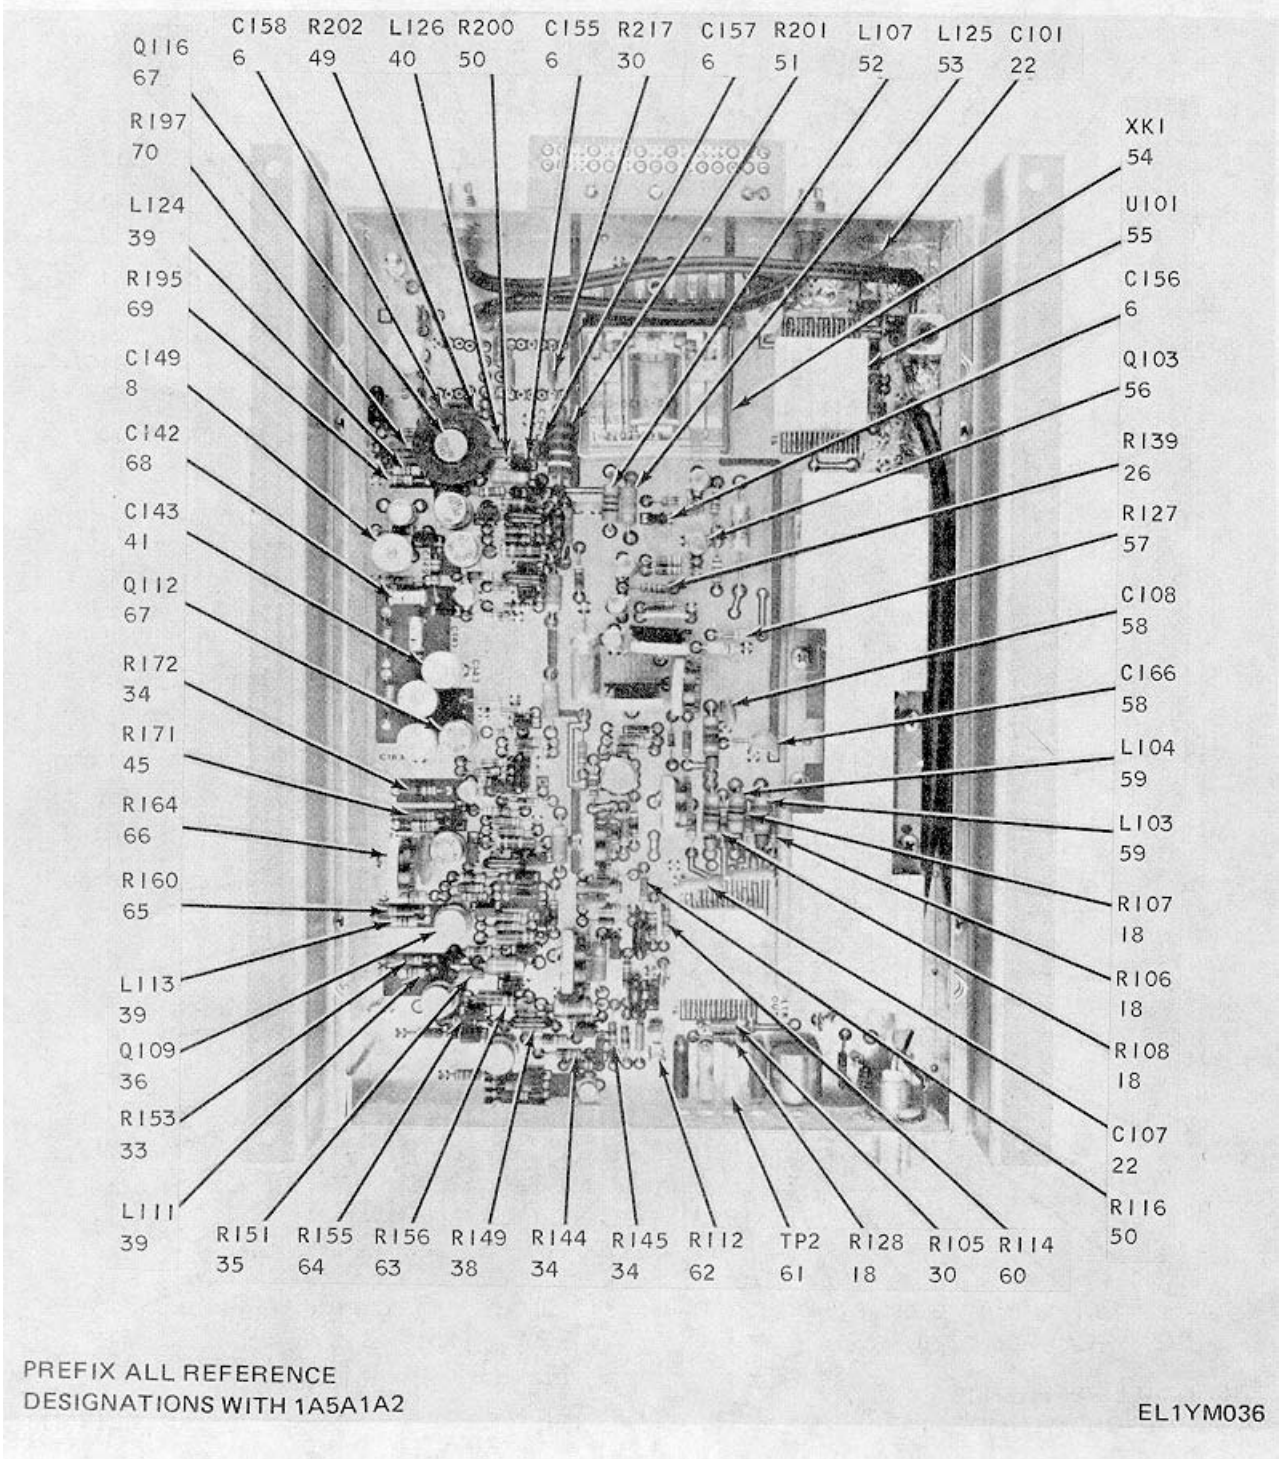 C158 R202 L126 R200 C155 R217 C157 R201 L107 L125 C101
6 49 40 50 6 30 6 51 52 53 22
Q116
67
R197
70
L124
39
R195
69
C149
8
C142
68
C143
41
Q112
67
R172
34
R171
45
R164
66
R160
65
L113
39
Q109
36
R153
33
L111
39
XK1
54
U101
55
C156
6
Q103
56
R139
26
R127
57
C108
58
C166
58
L104
59
L103
59
R107
18
R106
18
R108
18
C107
22
R116
50
R151 R155 R156 R149 R144 R145 R112 TP2 R128 R105 R114
35 64 63 38 34 34 62 61 18 30 60
PREFIX ALL REFERENCE
DESIGNATIONS WITH 1A5A1A2
EL1YM036